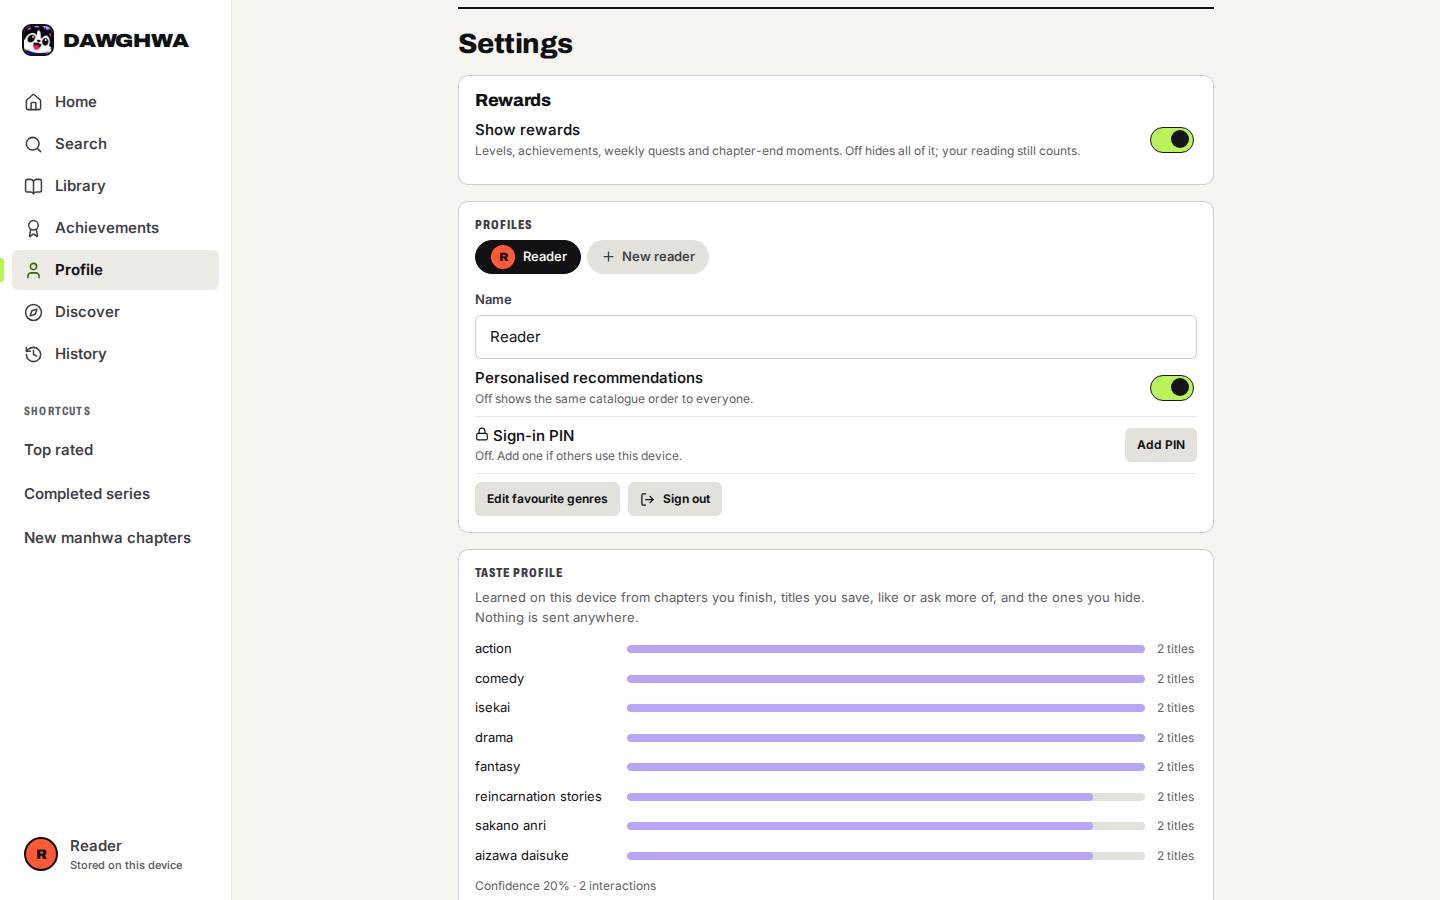 DAWGHWA
Home
Search
Library
Achievements
Profile
Discover
History
SHORTCUTS
Top rated
Completed series
New manhwa chapters
R
Reader
Stored on this device
Settings
Rewards
Show rewards
Levels, achievements, weekly quests and chapter-end moments. Off hides all of it; your reading still counts.
PROFILES
R Reader
+ New reader
Name
Reader
Personalised recommendations
Off shows the same catalogue order to everyone.
Sign-in PIN
Off. Add one if others use this device.
Add PIN
Edit favourite genres
Sign out
TASTE PROFILE
Learned on this device from chapters you finish, titles you save, like or ask more of, and the ones you hide.
Nothing is sent anywhere.
action 2 titles
comedy 2 titles
isekai 2 titles
drama 2 titles
fantasy 2 titles
reincarnation stories 2 titles
sakano anri 2 titles
aizawa daisuke 2 titles
Confidence 20% · 2 interactions